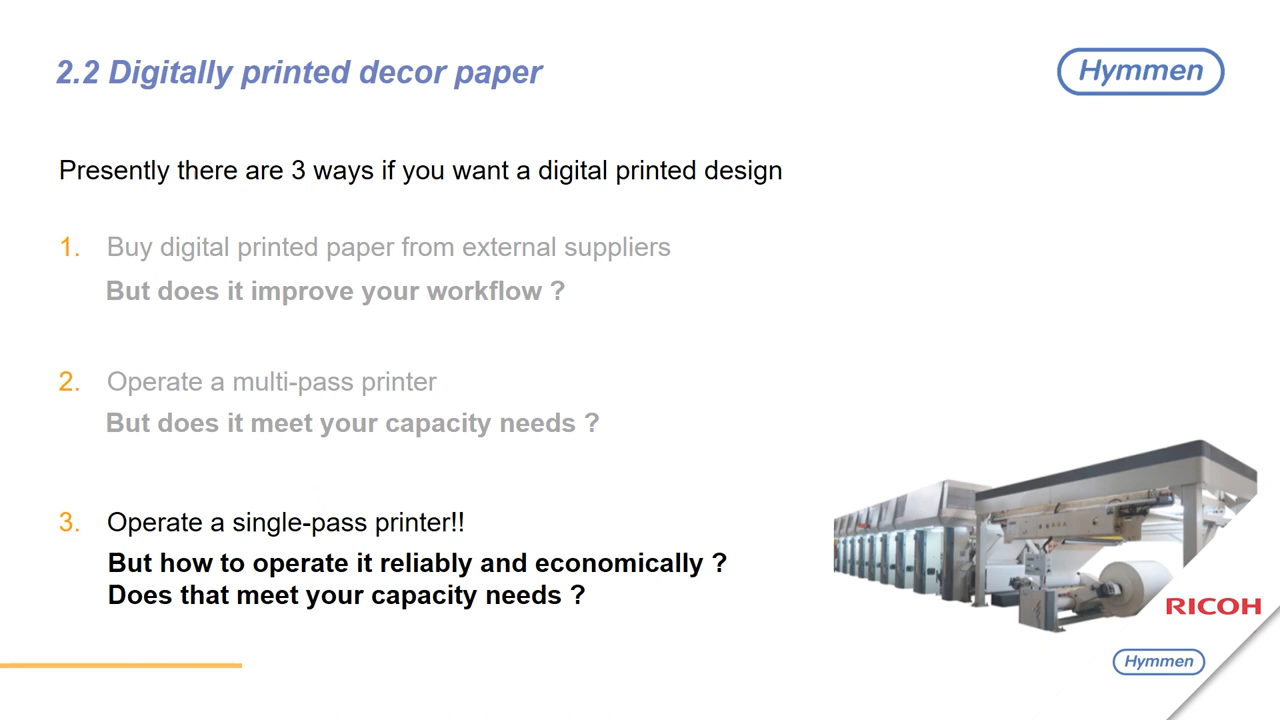 2.2 Digitally printed decor paper
Hymmen
Presently there are 3 ways if you want a digital printed design
1. Buy digital printed paper from external suppliers
But does it improve your workflow ?
2. Operate a multi-pass printer
But does it meet your capacity needs ?
3. Operate a single-pass printer!!
But how to operate it reliably and economically ?
Does that meet your capacity needs ?
RICOH
Hymmen